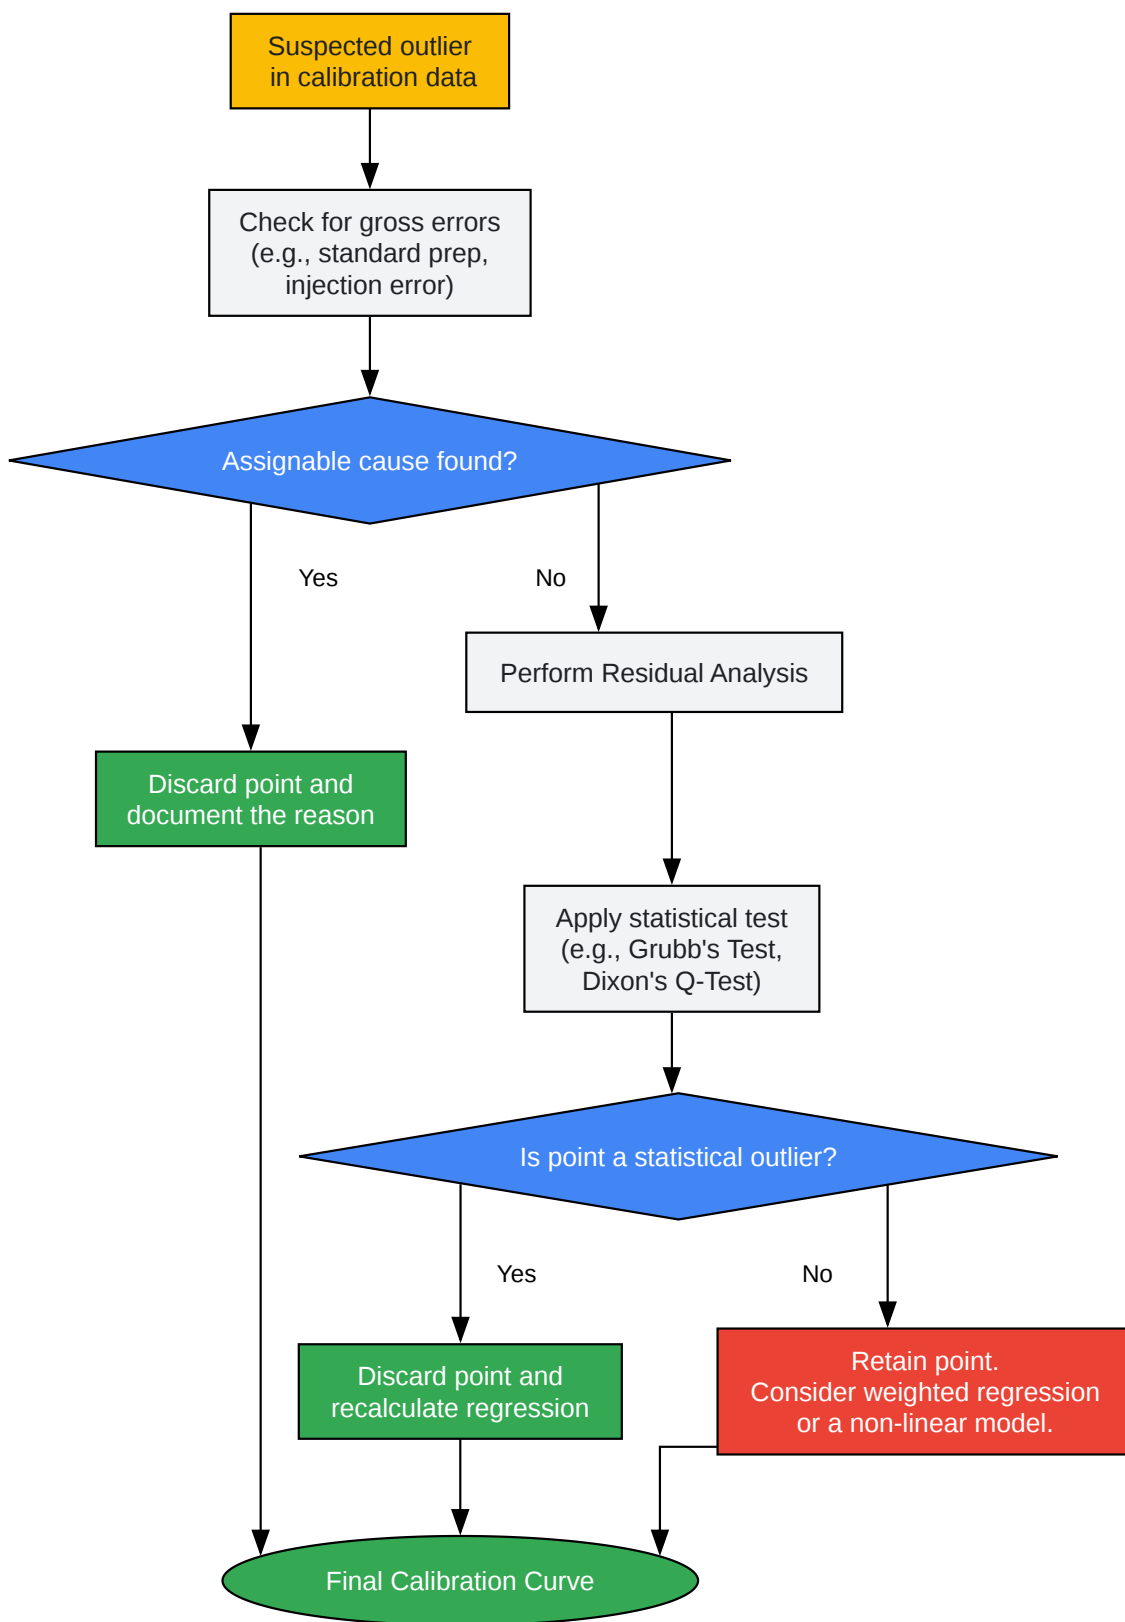 Suspected outlier
in calibration data
Check for gross errors
(e.g., standard prep,
injection error)
Assignable cause found?
Yes
No
Perform Residual Analysis
Discard point and
document the reason
Apply statistical test
(e.g., Grubb's Test,
Dixon's Q-Test)
Is point a statistical outlier?
Yes
No
Discard point and
recalculate regression
Retain point.
Consider weighted regression
or a non-linear model.
Final Calibration Curve